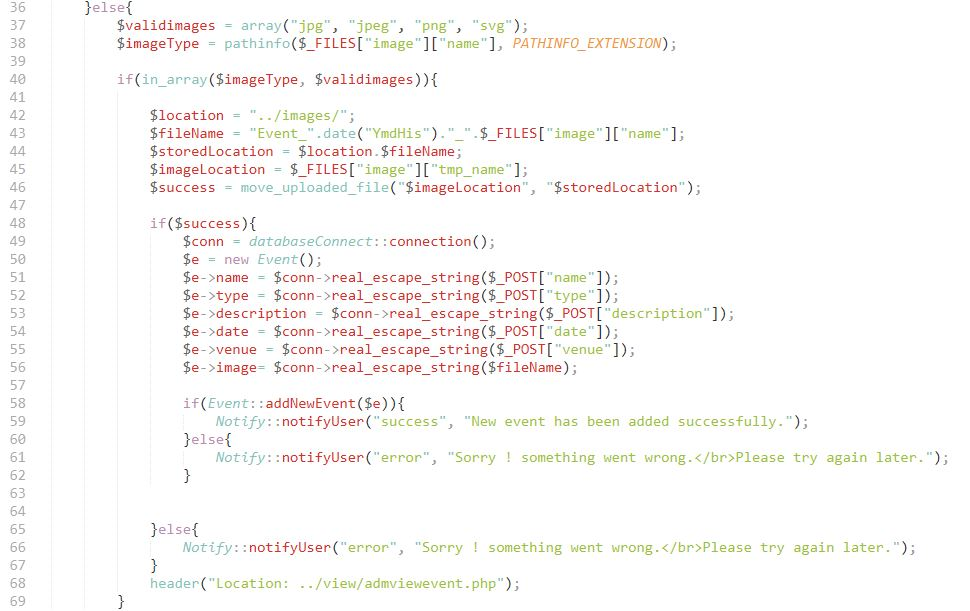 36 }else{
37 $validimages = array("jpg", "jpeg", "png", "svg");
38 $imageType = pathinfo($_FILES["image"]["name"], PATHINFO_EXTENSION);
39
40 if(in_array($imageType, $validimages)){
41
42 $location = "../images/";
43 $fileName = "Event_".date("YmdHis")."_".$_FILES["image"]["name"];
44 $storedLocation = $location.$fileName;
45 $imageLocation = $_FILES["image"]["tmp_name"];
46 $success = move_uploaded_file("$imageLocation", "$storedLocation");
47
48 if($success){
49 $conn = databaseConnect::connection();
50 $e = new Event();
51 $e->name = $conn->real_escape_string($_POST["name"]);
52 $e->type = $conn->real_escape_string($_POST["type"]);
53 $e->description = $conn->real_escape_string($_POST["description"]);
54 $e->date = $conn->real_escape_string($_POST["date"]);
55 $e->venue = $conn->real_escape_string($_POST["venue"]);
56 $e->image= $conn->real_escape_string($fileName);
57
58 if(Event::addNewEvent($e)){
59 Notify::notifyUser("success", "New event has been added successfully.");
60 }else{
61 Notify::notifyUser("error", "Sorry ! something went wrong.</br>Please try again later.");
62 }
63
64
65 }else{
66 Notify::notifyUser("error", "Sorry ! something went wrong.</br>Please try again later.");
67 }
68 header("Location: ../view/admviewevent.php");
69 }